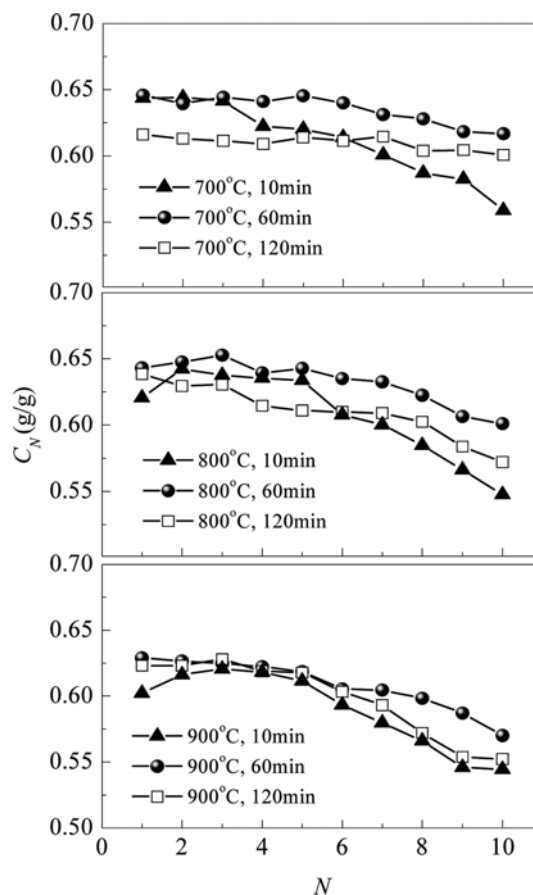 0.70
0.65
0.60
0.55
700°C, 10min
700°C, 60min
700°C, 120min
0.70
0.65
0.60
0.55
800°C, 10min
800°C, 60min
800°C, 120min
C_N (g/g)
0.70
0.65
0.60
0.55
0.50
900°C, 10min
900°C, 60min
900°C, 120min
0 2 4 6 8 10
N